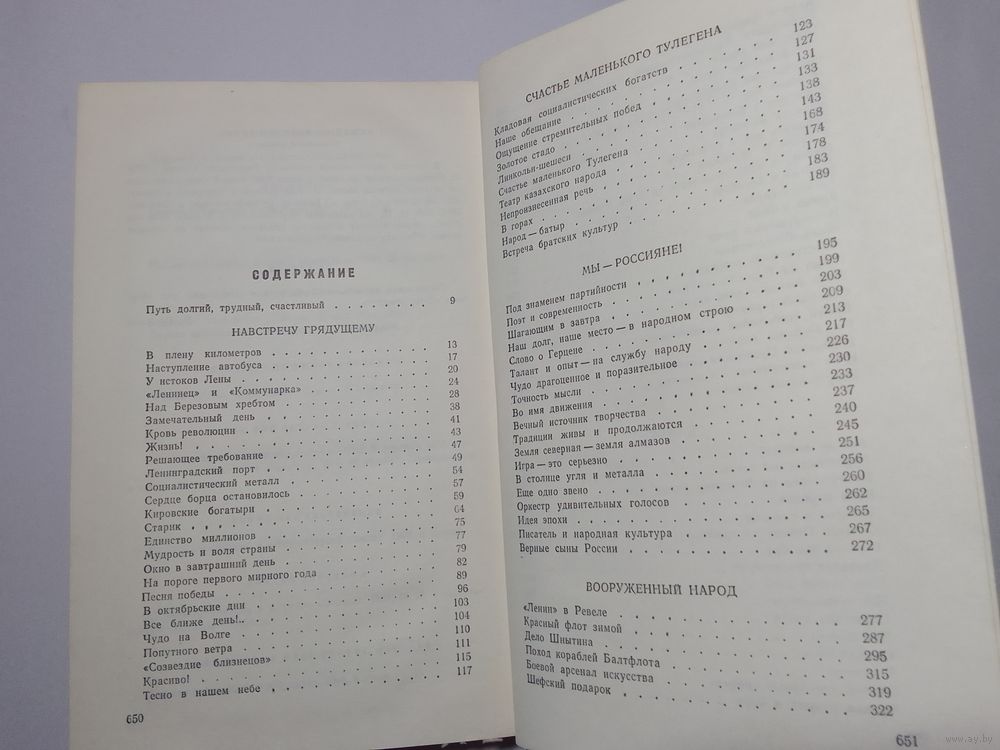 СОДЕРЖАНИЕ
Путь долгий, трудный, счастливый . . . . . . . . 9
НАВСТРЕЧУ ГРЯДУЩЕМУ
В плену километров . . . . . . . . 13
Наступление автобуса . . . . . . . . 17
У истоков Лены . . . . . . . . 20
«Ленинец» и «Коммунарка» . . . . . . . . 24
Над Березовым хребтом . . . . . . . . 28
Замечательный день . . . . . . . . 38
Кровь революции . . . . . . . . 41
Жизнь! . . . . . . . . 43
Решающее требование . . . . . . . . 47
Ленинградский порт . . . . . . . . 49
Социалистический металл . . . . . . . . 54
Сердце борца остановилось . . . . . . . . 57
Кировские богатыри . . . . . . . . 59
Старик . . . . . . . . 64
Единство миллионов . . . . . . . . 75
Мудрость и воля страны . . . . . . . . 77
Окно в завтрашний день . . . . . . . . 79
На пороге первого мирного года . . . . . . . . 82
Песня победы . . . . . . . . 89
В октябрьские дни . . . . . . . . 96
Все ближе день!.. . . . . . . . . 103
Чудо на Волге . . . . . . . . 104
Попутного ветра . . . . . . . . 110
«Созвездие близнецов» . . . . . . . . 111
Красиво! . . . . . . . . 115
Тесно в нашем небе . . . . . . . . 117
650
СЧАСТЬЕ МАЛЕНЬКОГО ТУЛЕГЕНА
Кладовая социалистических богатств . . . . . . . . 123
Наше обещание . . . . . . . . 127
Ощущение стремительных побед . . . . . . . . 131
Золотое стадо . . . . . . . . 133
Линкольн-шешеси . . . . . . . . 138
Счастье маленького Тулегена . . . . . . . . 143
Театр казахского народа . . . . . . . . 168
Непроизнесенная речь . . . . . . . . 174
В горах . . . . . . . . 178
Народ — батыр . . . . . . . . 183
Встреча братских культур . . . . . . . . 189
МЫ — РОССИЯНЕ!
Под знаменем партийности . . . . . . . . 195
Поэт и современность . . . . . . . . 199
Шагающим в завтра . . . . . . . . 203
Наш долг, наше место — в народном строю . . . . . . . . 209
Слово о Герцене . . . . . . . . 213
Талант и опыт — на службу народу . . . . . . . . 217
Чудо драгоценное и поразительное . . . . . . . . 226
Точность мысли . . . . . . . . 230
Во имя движения . . . . . . . . 233
Вечный источник творчества . . . . . . . . 237
Традиции живы и продолжаются . . . . . . . . 240
Земля северная — земля алмазов . . . . . . . . 245
Игра — это серьезно . . . . . . . . 251
В столице угля и металла . . . . . . . . 256
Еще одно звено . . . . . . . . 260
Оркестр удивительных голосов . . . . . . . . 262
Идея эпохи . . . . . . . . 265
Писатель и народная культура . . . . . . . . 267
Верные сыны России . . . . . . . . 272
ВООРУЖЕННЫЙ НАРОД
«Ленин» в Ревеле . . . . . . . . 277
Красный флот зимой . . . . . . . . 287
Дело Шнытина . . . . . . . . 295
Поход кораблей Балтфлота . . . . . . . . 315
Боевой арсенал искусства . . . . . . . . 319
Шефский подарок . . . . . . . . 322
651
www.ay.by